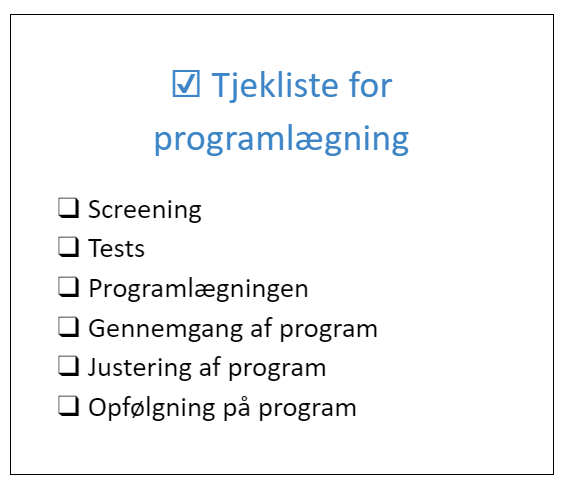 ☑ Tjekliste for
programlægning
❏ Screening
❏ Tests
❏ Programlægningen
❏ Gennemgang af program
❏ Justering af program
❏ Opfølgning på program